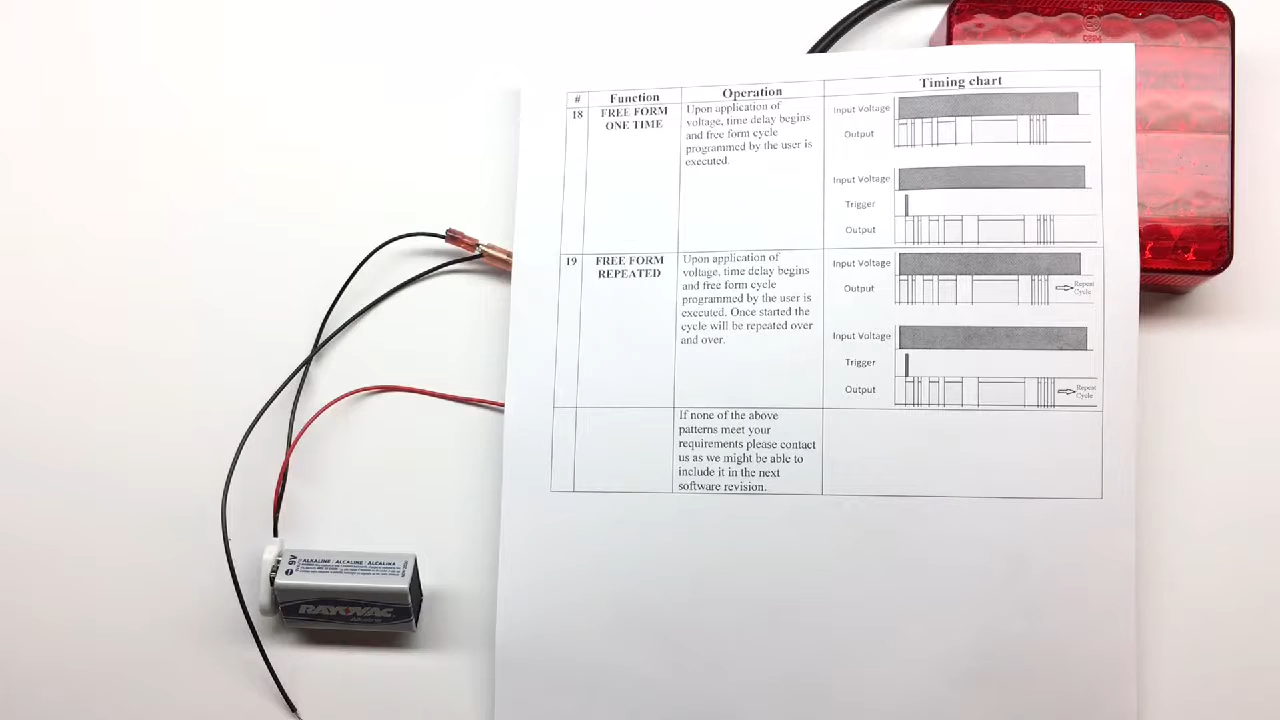 # Function Operation Timing chart
18 FREE FORM
ONE TIME
Upon application of
voltage, time delay begins
and free form cycle
programmed by the user is
executed.
Input Voltage
Output
Input Voltage
Trigger
Output
19 FREE FORM
REPEATED
Upon application of
voltage, time delay begins
and free form cycle
programmed by the user is
executed. Once started the
cycle will be repeated over
and over.
Input Voltage
Output
Repeat
Cycle
Input Voltage
Trigger
Output
Repeat
Cycle
If none of the above
patterns meet your
requirements please contact
us as we might be able to
include it in the next
software revision.
9V
ALKALINE / ALCALINE / ALCALINA
RAYOVAC